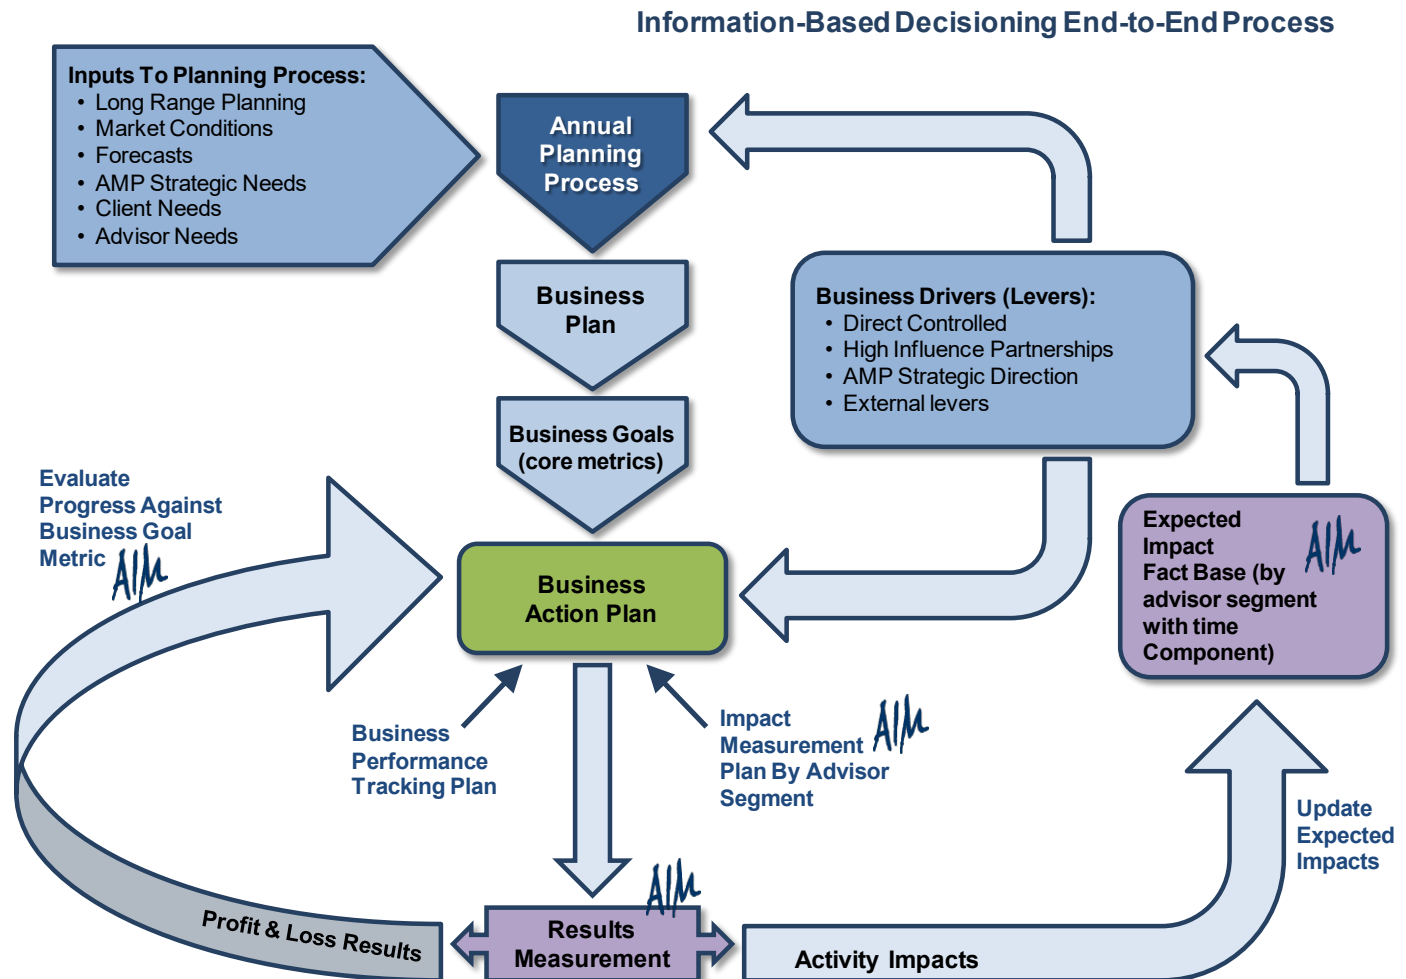 Information-Based Decisioning End-to-End Process
Inputs To Planning Process:
• Long Range Planning
• Market Conditions
• Forecasts
• AMP Strategic Needs
• Client Needs
• Advisor Needs
Annual
Planning
Process
Business
Plan
Business Goals
(core metrics)
Business Drivers (Levers):
• Direct Controlled
• High Influence Partnerships
• AMP Strategic Direction
• External levers
Evaluate
Progress Against
Business Goal
Metric
AIM
Business
Action Plan
Expected
Impact
Fact Base (by
advisor segment
with time
Component)
AIM
Business
Performance
Tracking Plan
Impact
Measurement
Plan By Advisor
Segment
AIM
Update
Expected
Impacts
Profit & Loss Results
AIM
Results
Measurement
Activity Impacts